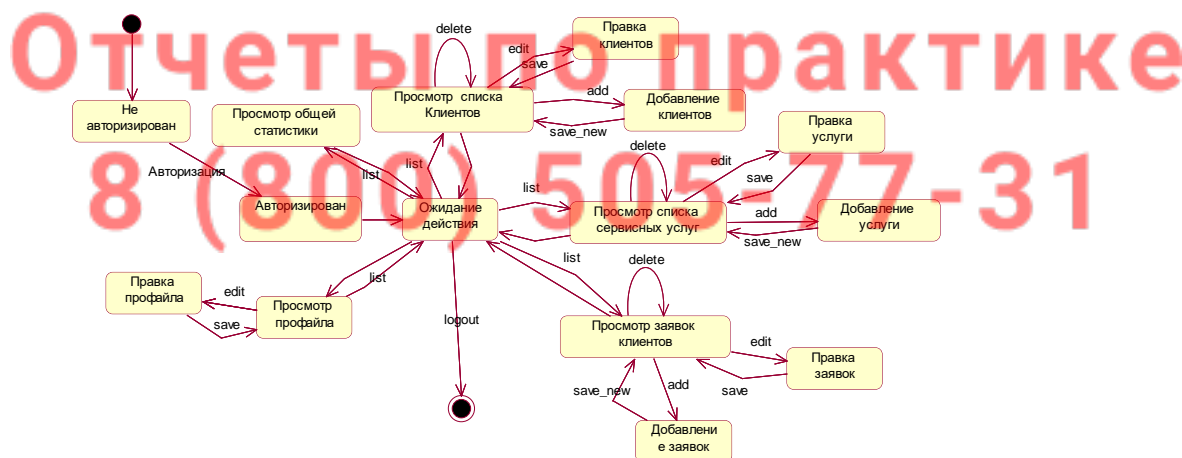 Отчеты по практике
8 (800) 505-77-31
delete
Правка
клиентов
edit
save
Не
авторизирован
Просмотр общей
статистики
Просмотр списка
Клиентов
add
Добавление
клиентов
save_new
Правка
услуги
delete
edit
Авторизация
list
list
save
list
Авторизирован
Ожидание
действия
Просмотр списка
сервисных услуг
add
Добавление
услуги
save_new
list
delete
Правка
профайла
edit
list
Просмотр
профайла
save
logout
Просмотр заявок
клиентов
edit
Правка
заявок
save
save_new
add
Добавлени
е заявок